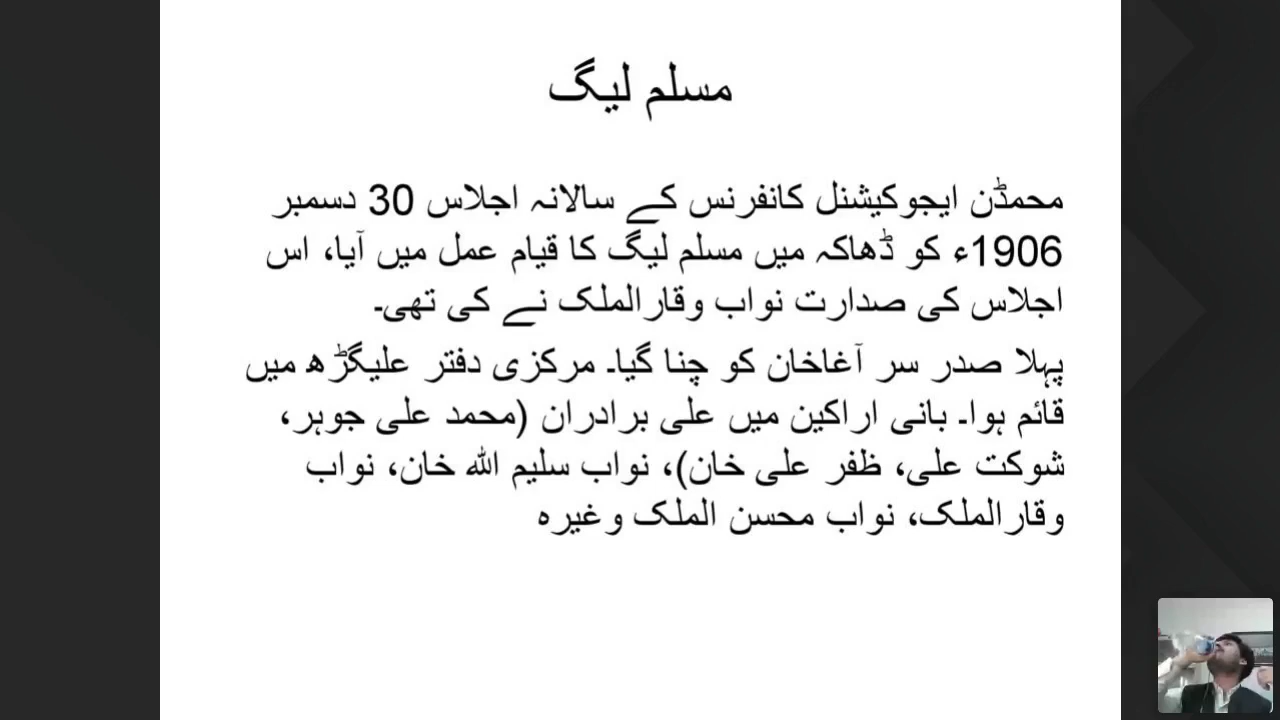 مسلم لیگ
محمڈن ایجوکیشنل کانفرنس کے سالانہ اجلاس 30 دسمبر
1906ء کو ڈھاکہ میں مسلم لیگ کا قیام عمل میں آیا، اس
اجلاس کی صدارت نواب وقارالملک نے کی تھی۔
پہلا صدر سر آغاخان کو چنا گیا۔ مرکزی دفتر علیگڑھ میں
قائم ہوا۔ بانی اراکین میں علی برادران (محمد علی جوہر،
شوکت علی، ظفر علی خان)، نواب سلیم اللہ خان، نواب
وقارالملک، نواب محسن الملک وغیرہ